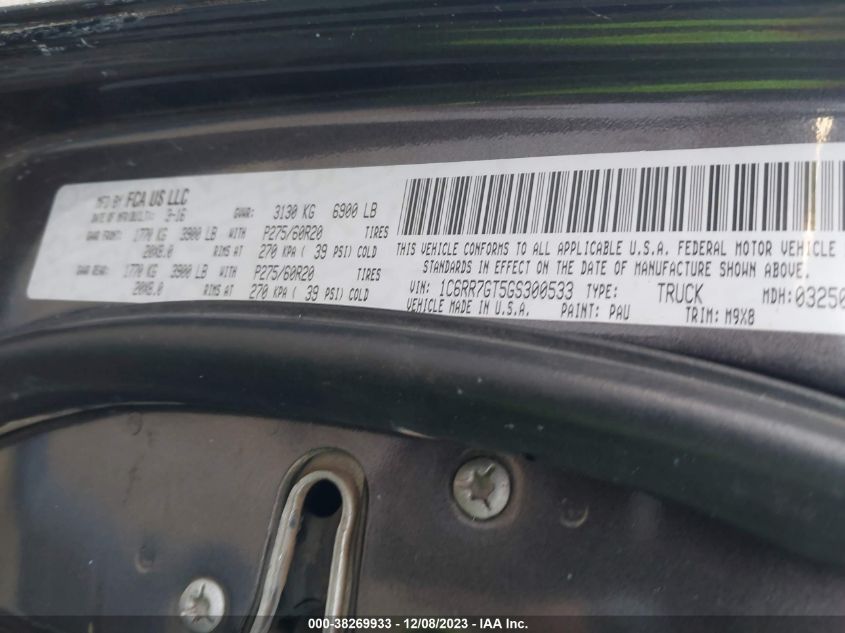 MFD BY FCA US LLC
DATE OF MFR/BUILT: 3-16 GVWR: 3130 KG 6900 LB
GAWR FRONT: 1770 KG 3900 LB WITH P275/60R20 TIRES
20X8.0 RIMS AT 270 KPA ( 39 PSI) COLD
GAWR REAR: 1770 KG 3900 LB WITH P275/60R20 TIRES
20X8.0 RIMS AT 270 KPA ( 39 PSI) COLD
THIS VEHICLE CONFORMS TO ALL APPLICABLE U.S.A. FEDERAL MOTOR VEHICLE
STANDARDS IN EFFECT ON THE DATE OF MANUFACTURE SHOWN ABOVE.
VIN: 1C6RR7GT5GS300533 TYPE: TRUCK MDH: 03250
VEHICLE MADE IN U.S.A. PAINT: PAU TRIM: M9X8
000-38269933 - 12/08/2023 - IAA Inc.